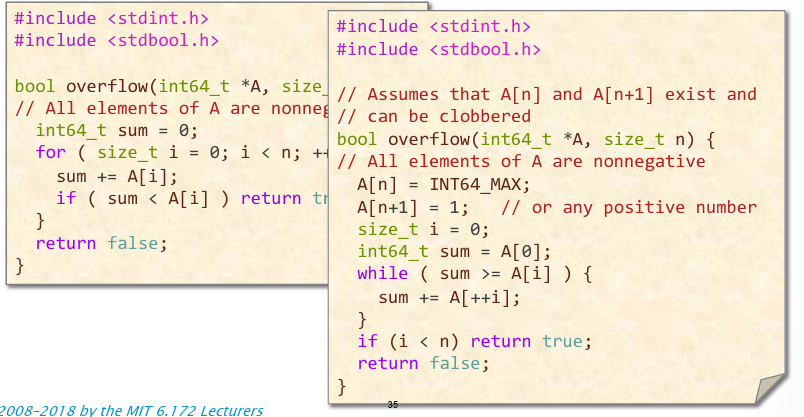 #include <stdint.h>
#include <stdbool.h>
bool overflow(int64_t *A, size_
// All elements of A are nonneg
int64_t sum = 0;
for ( size_t i = 0; i < n; ++
sum += A[i];
if ( sum < A[i] ) return tr
}
return false;
}
#include <stdint.h>
#include <stdbool.h>
// Assumes that A[n] and A[n+1] exist and
// can be clobbered
bool overflow(int64_t *A, size_t n) {
// All elements of A are nonnegative
A[n] = INT64_MAX;
A[n+1] = 1;   // or any positive number
size_t i = 0;
int64_t sum = A[0];
while ( sum >= A[i] ) {
sum += A[++i];
}
if (i < n) return true;
return false;
}
2008–2018 by the MIT 6.172 Lecturers
35